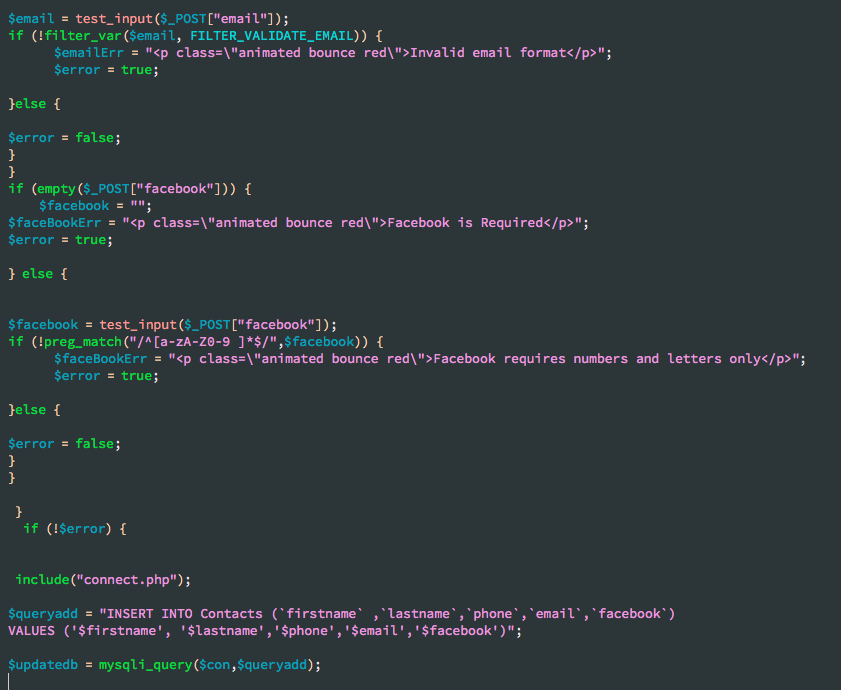 $email = test_input($_POST["email"]);
if (!filter_var($email, FILTER_VALIDATE_EMAIL)) {
$emailErr = "<p class=\"animated bounce red\">Invalid email format</p>";
$error = true;
}else {
$error = false;
}
}
if (empty($_POST["facebook"])) {
$facebook = "";
$faceBookErr = "<p class=\"animated bounce red\">Facebook is Required</p>";
$error = true;
} else {
$facebook = test_input($_POST["facebook"]);
if (!preg_match("/^[a-zA-Z0-9 ]*$/",$facebook)) {
$faceBookErr = "<p class=\"animated bounce red\">Facebook requires numbers and letters only</p>";
$error = true;
}else {
$error = false;
}
}
}
if (!$error) {
include("connect.php");
$queryadd = "INSERT INTO Contacts (`firstname` ,`lastname`,`phone`,`email`,`facebook`)
VALUES ('$firstname', '$lastname','$phone','$email','$facebook')";
$updatedb = mysqli_query($con,$queryadd);